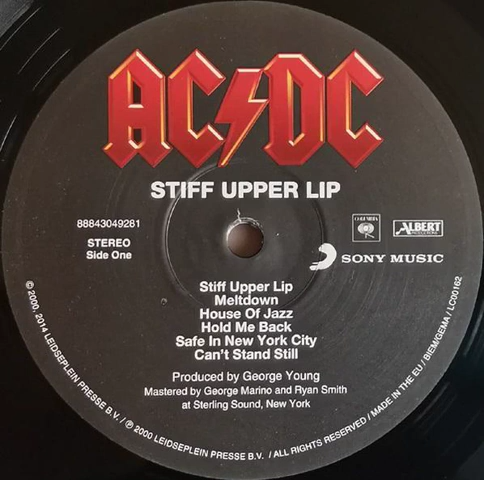 AC/DC
STIFF UPPER LIP
88843049281
STEREO
Side One
COLUMBIA
ALBERT
PRODUCTIONS
SONY MUSIC
Stiff Upper Lip
Meltdown
House Of Jazz
Hold Me Back
Safe In New York City
Can't Stand Still
Produced by George Young
Mastered by George Marino and Ryan Smith
at Sterling Sound, New York
© 2000, 2014 LEIDSEPLEIN PRESSE B.V. / ℗ 2000 LEIDSEPLEIN PRESSE B.V. / ALL RIGHTS RESERVED / MADE IN THE EU / BIEM/GEMA / LC00162